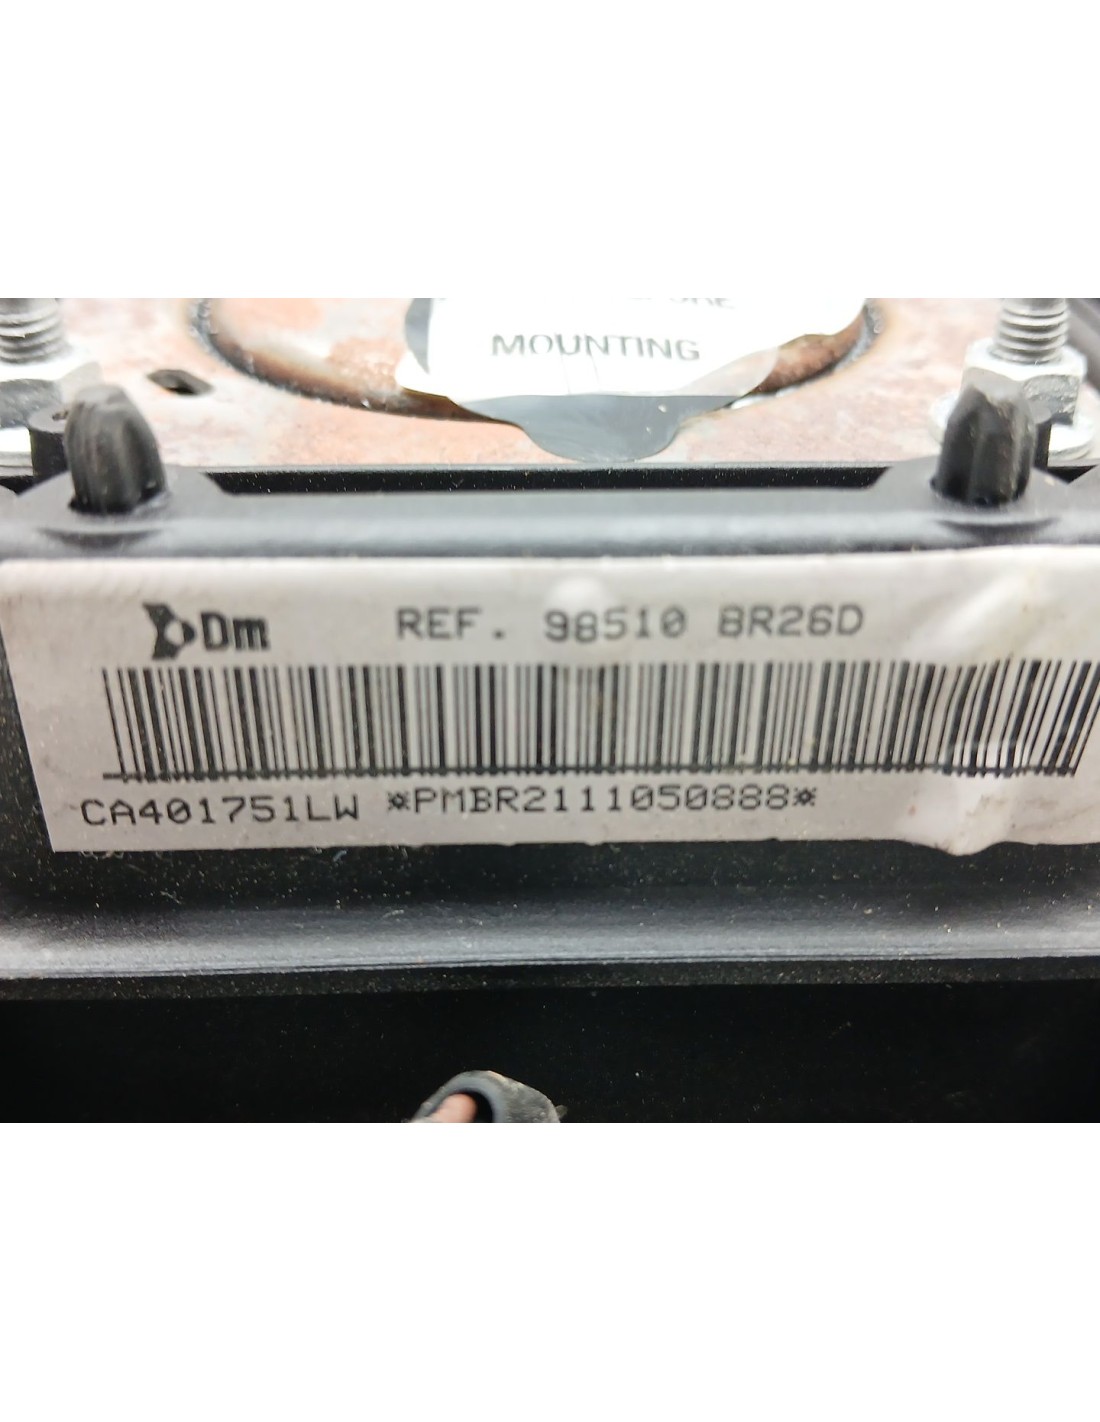 MOUNTING
Dm REF. 98510 BR26D
CA401751LW *PMBR2111050888*